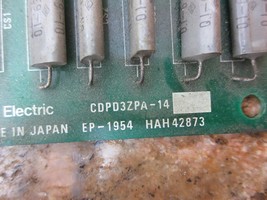 Electric CDPD3ZPA-14
E IN JAPAN EP-1954 HAH42873